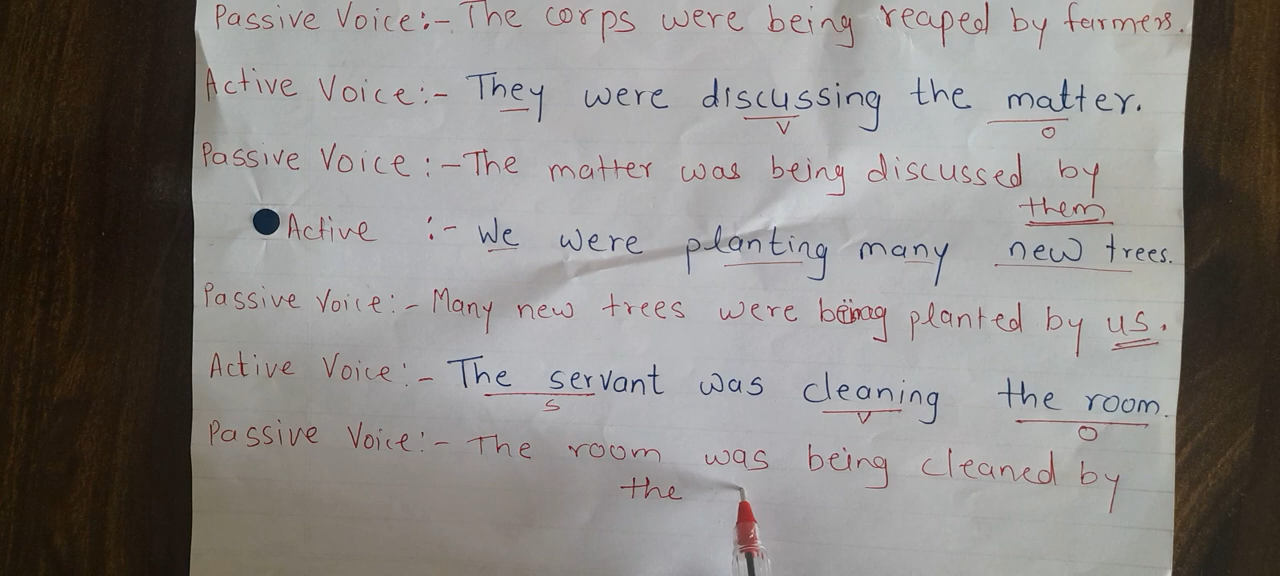 Passive Voice:- The corps were being reaped by farmers.
Active Voice:- They were discussing the matter.
V O
Passive Voice:- The matter was being discussed by
them
Active :- We were planting many new trees.
Passive Voice:- Many new trees were being planted by us.
Active Voice:- The servant was cleaning the room.
S V O
Passive Voice:- The room was being cleaned by
the